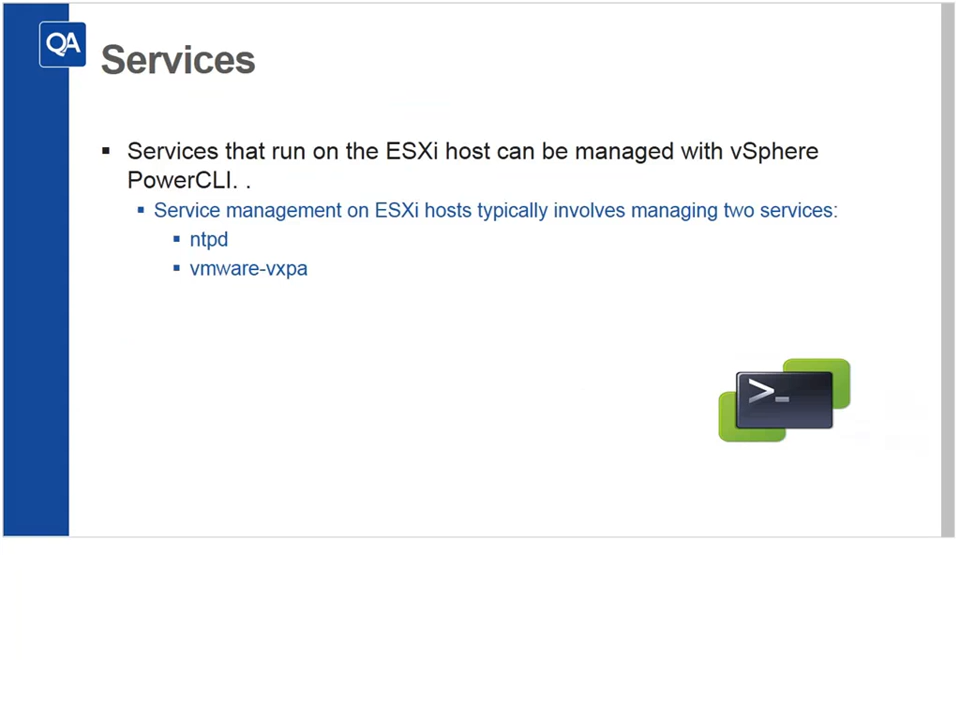 QA
Services
Services that run on the ESXi host can be managed with vSphere
PowerCLI. .
Service management on ESXi hosts typically involves managing two services:
ntpd
vmware-vxpa
>_